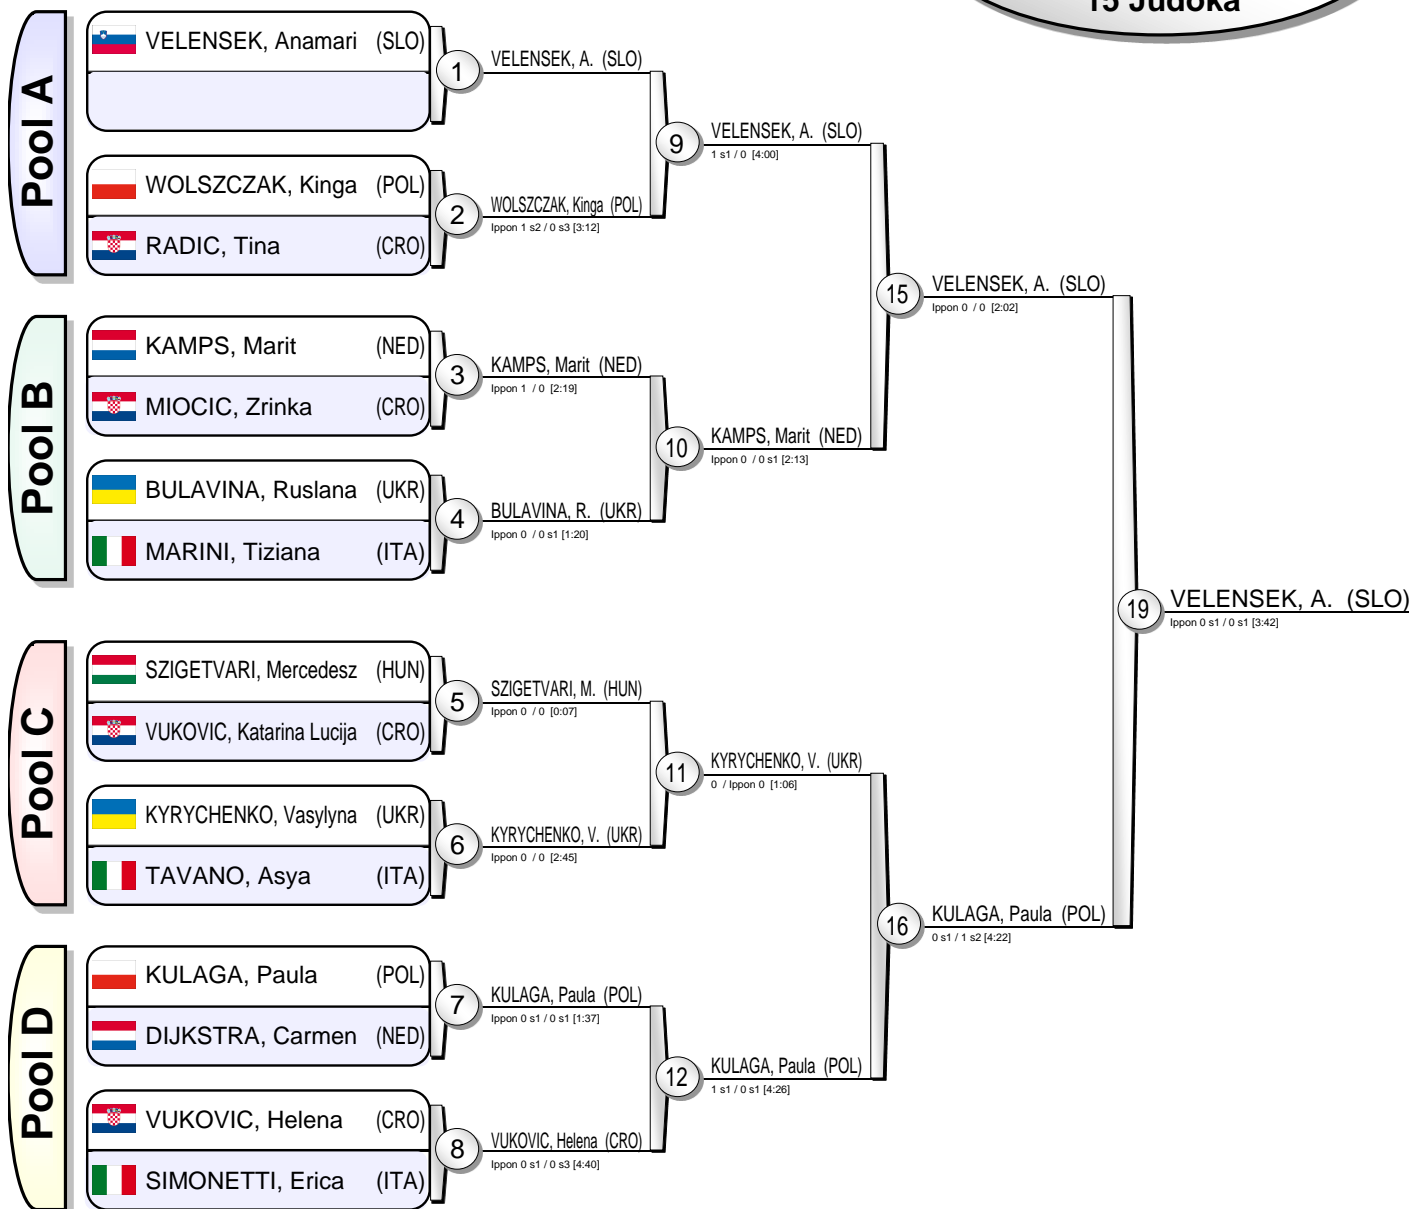 15 Judoka
Pool A
VELENSEK, Anamari (SLO)
1
VELENSEK, A. (SLO)
WOLSZCZAK, Kinga (POL)
RADIC, Tina (CRO)
2
WOLSZCZAK, Kinga (POL)
Ippon 1 s2 / 0 s3 [3:12]
9
VELENSEK, A. (SLO)
1 s1 / 0 [4:00]
Pool B
KAMPS, Marit (NED)
MIOCIC, Zrinka (CRO)
3
KAMPS, Marit (NED)
Ippon 1 / 0 [2:19]
BULAVINA, Ruslana (UKR)
MARINI, Tiziana (ITA)
4
BULAVINA, R. (UKR)
Ippon 0 / 0 s1 [1:20]
10
KAMPS, Marit (NED)
Ippon 0 / 0 s1 [2:13]
15
VELENSEK, A. (SLO)
Ippon 0 / 0 [2:02]
Pool C
SZIGETVARI, Mercedesz (HUN)
VUKOVIC, Katarina Lucija (CRO)
5
SZIGETVARI, M. (HUN)
Ippon 0 / 0 [0:07]
KYRYCHENKO, Vasylyna (UKR)
TAVANO, Asya (ITA)
6
KYRYCHENKO, V. (UKR)
Ippon 0 / 0 [2:45]
11
KYRYCHENKO, V. (UKR)
0 / Ippon 0 [1:06]
Pool D
KULAGA, Paula (POL)
DIJKSTRA, Carmen (NED)
7
KULAGA, Paula (POL)
Ippon 0 s1 / 0 s1 [1:37]
VUKOVIC, Helena (CRO)
SIMONETTI, Erica (ITA)
8
VUKOVIC, Helena (CRO)
Ippon 0 s1 / 0 s3 [4:40]
12
KULAGA, Paula (POL)
1 s1 / 0 s1 [4:26]
16
KULAGA, Paula (POL)
0 s1 / 1 s2 [4:22]
19
VELENSEK, A. (SLO)
Ippon 0 s1 / 0 s1 [3:42]